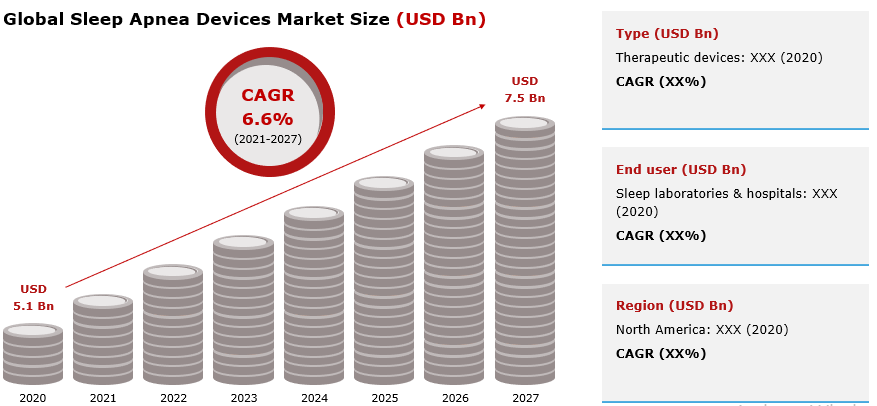 Global Sleep Apnea Devices Market Size (USD Bn)
CAGR
6.6%
(2021-2027)
USD
7.5 Bn
USD
5.1 Bn
2020 2021 2022 2023 2024 2025 2026 2027
Type (USD Bn)
Therapeutic devices: XXX (2020)
CAGR (XX%)
End user (USD Bn)
Sleep laboratories & hospitals: XXX
(2020)
CAGR (XX%)
Region (USD Bn)
North America: XXX (2020)
CAGR (XX%)